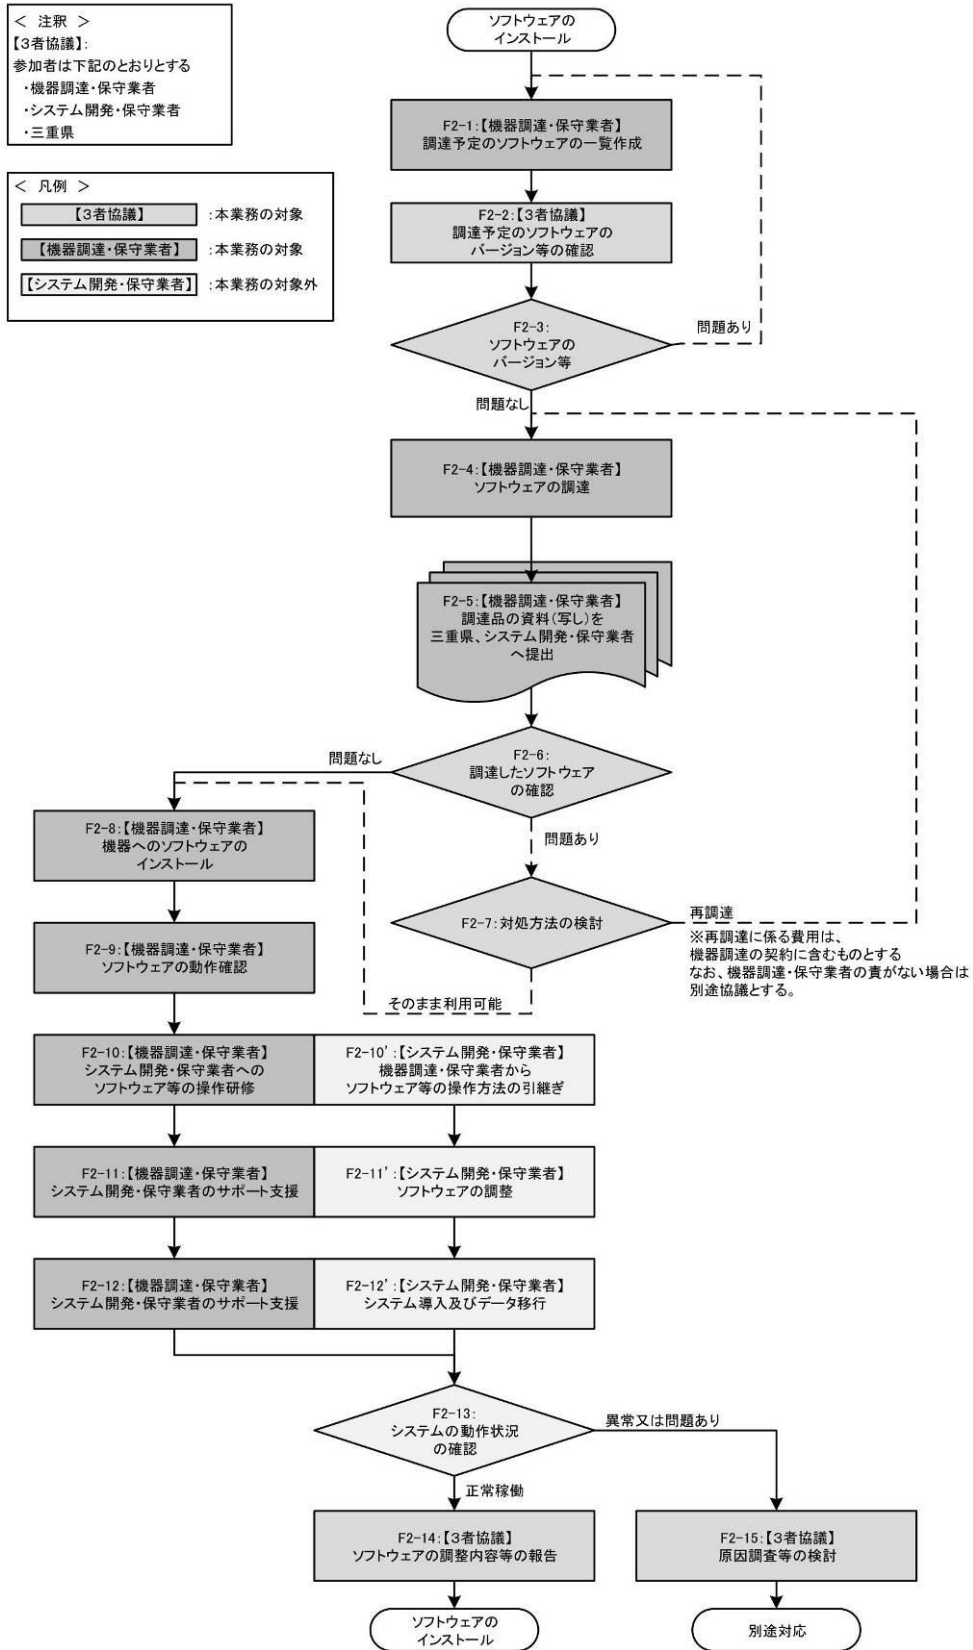 ＜ 注釈 ＞
【3者協議】：
参加者は下記のとおりとする
・機器調達・保守業者
・システム開発・保守業者
・三重県
＜ 凡例 ＞
【3者協議】 ：本業務の対象
【機器調達・保守業者】 ：本業務の対象
【システム開発・保守業者】 ：本業務の対象外
ソフトウェアの
インストール
F2-1：【機器調達・保守業者】
調達予定のソフトウェアの一覧作成
F2-2：【3者協議】
調達予定のソフトウェアの
バージョン等の確認
F2-3：
ソフトウェアの
バージョン等
問題あり
問題なし
F2-4：【機器調達・保守業者】
ソフトウェアの調達
F2-5：【機器調達・保守業者】
調達品の資料（写し）を
三重県、システム開発・保守業者
へ提出
F2-6：
調達したソフトウェア
の確認
問題なし
問題あり
F2-7：対処方法の検討
再調達
※再調達に係る費用は、
機器調達の契約に含むものとする
なお、機器調達・保守業者の責がない場合は
別途協議とする。
そのまま利用可能
F2-8：【機器調達・保守業者】
機器へのソフトウェアの
インストール
F2-9：【機器調達・保守業者】
ソフトウェアの動作確認
F2-10：【機器調達・保守業者】
システム開発・保守業者への
ソフトウェア等の操作研修
F2-10'：【システム開発・保守業者】
機器調達・保守業者から
ソフトウェア等の操作方法の引継ぎ
F2-11：【機器調達・保守業者】
システム開発・保守業者のサポート支援
F2-11'：【システム開発・保守業者】
ソフトウェアの調整
F2-12：【機器調達・保守業者】
システム開発・保守業者のサポート支援
F2-12'：【システム開発・保守業者】
システム導入及びデータ移行
F2-13：
システムの動作状況
の確認
異常又は問題あり
正常稼働
F2-14：【3者協議】
ソフトウェアの調整内容等の報告
F2-15：【3者協議】
原因調査等の検討
ソフトウェアの
インストール
別途対応